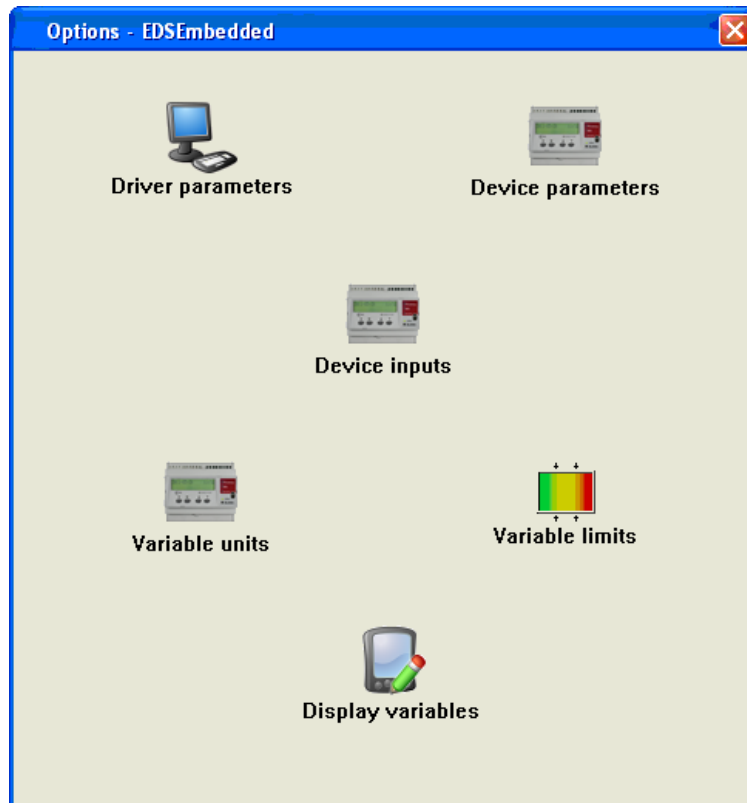 Options - EDSEmbedded
Driver parameters
Device parameters
Device inputs
Variable units
Variable limits
Display variables